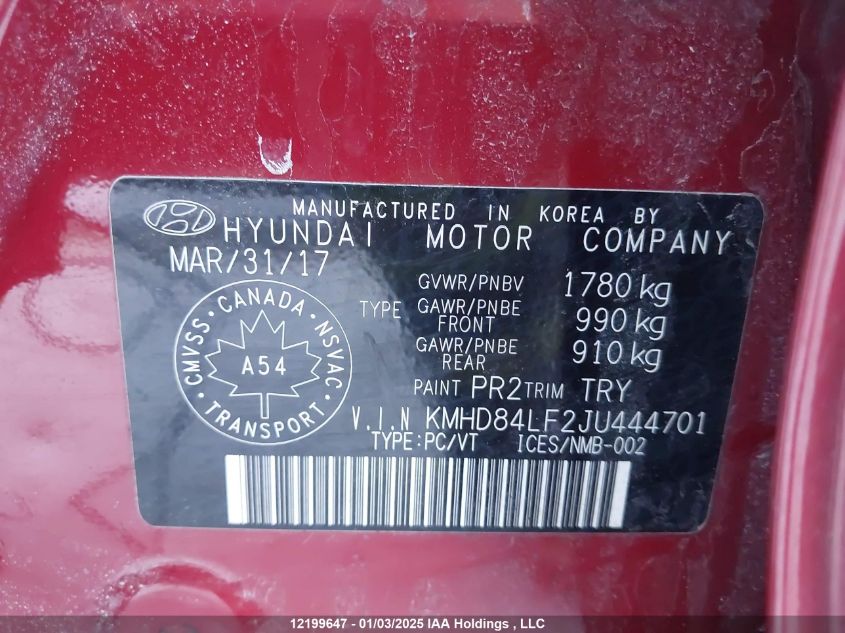 MANUFACTURED IN KOREA BY
HYUNDAI MOTOR COMPANY
MAR/31/17
GVWR/PNBV 1780 kg
TYPE GAWR/PNBE FRONT 990 kg
GAWR/PNBE REAR 910 kg
PAINT PR2 TRIM TRY
CANADA
CMVSS NSVAC
A54
TRANSPORT
V.I.N KMHD84LF2JU444701
TYPE:PC/VT ICES/NMB-002
12199647 - 01/03/2025 IAA Holdings , LLC